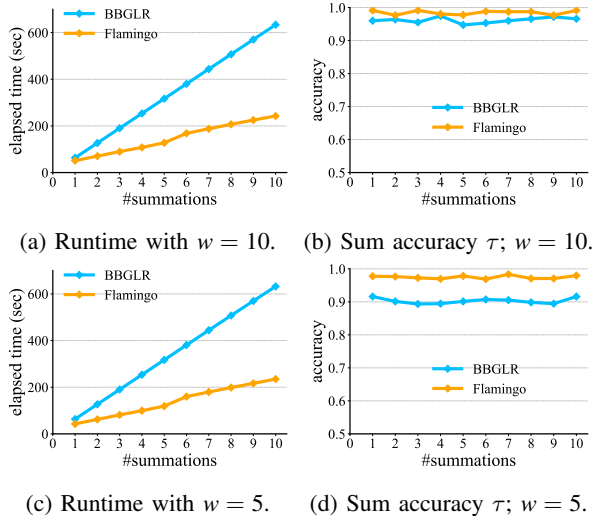 BBGLR
Flamingo
elapsed time (sec)
600
400
200
0
0 1 2 3 4 5 6 7 8 9 10
#summations
(a) Runtime with w = 10.
accuracy
1.0
0.9
0.8
0.7
0.6
0.5
BBGLR
Flamingo
0 1 2 3 4 5 6 7 8 9 10
#summations
(b) Sum accuracy τ; w = 10.
BBGLR
Flamingo
elapsed time (sec)
600
400
200
0
0 1 2 3 4 5 6 7 8 9 10
#summations
(c) Runtime with w = 5.
accuracy
1.0
0.9
0.8
0.7
0.6
0.5
BBGLR
Flamingo
0 1 2 3 4 5 6 7 8 9 10
#summations
(d) Sum accuracy τ; w = 5.